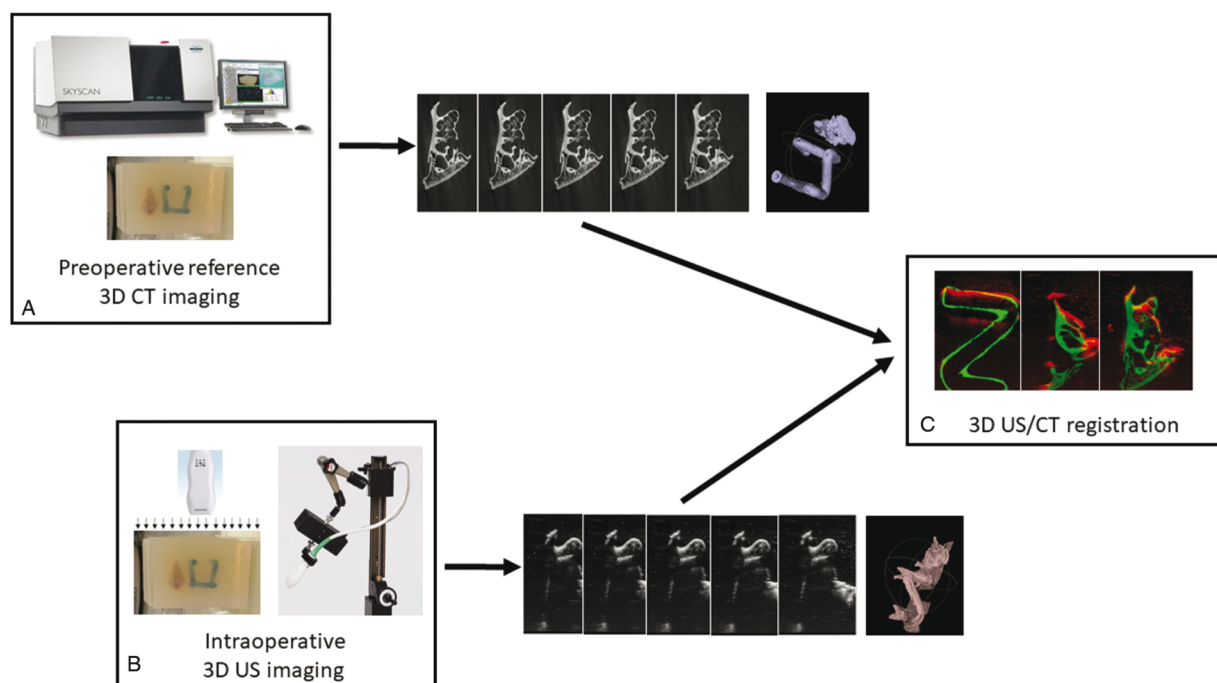 SKYSCAN
Preoperative reference
3D CT imaging
A
C
3D US/CT registration
B
Intraoperative
3D US imaging